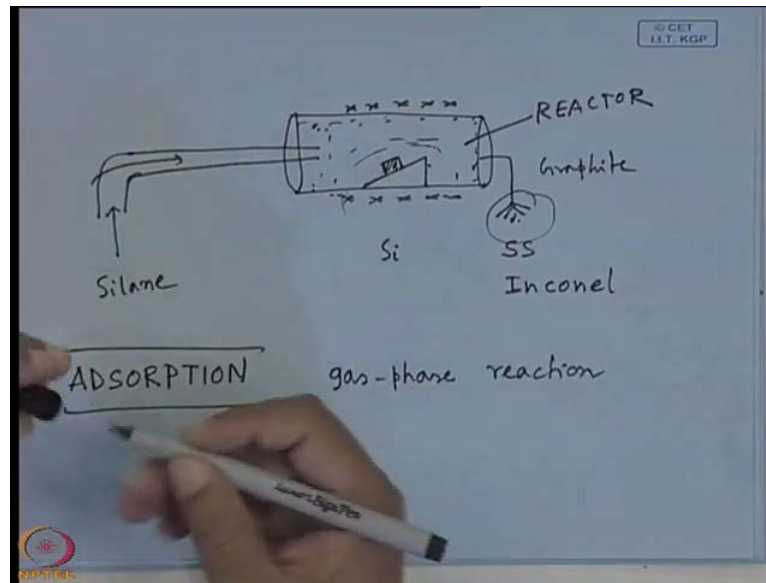 © CET
I.I.T. KGP
REACTOR
Graphite
Silane
Si
SS
Inconel
ADSORPTION gas-phase reaction
NPTEL